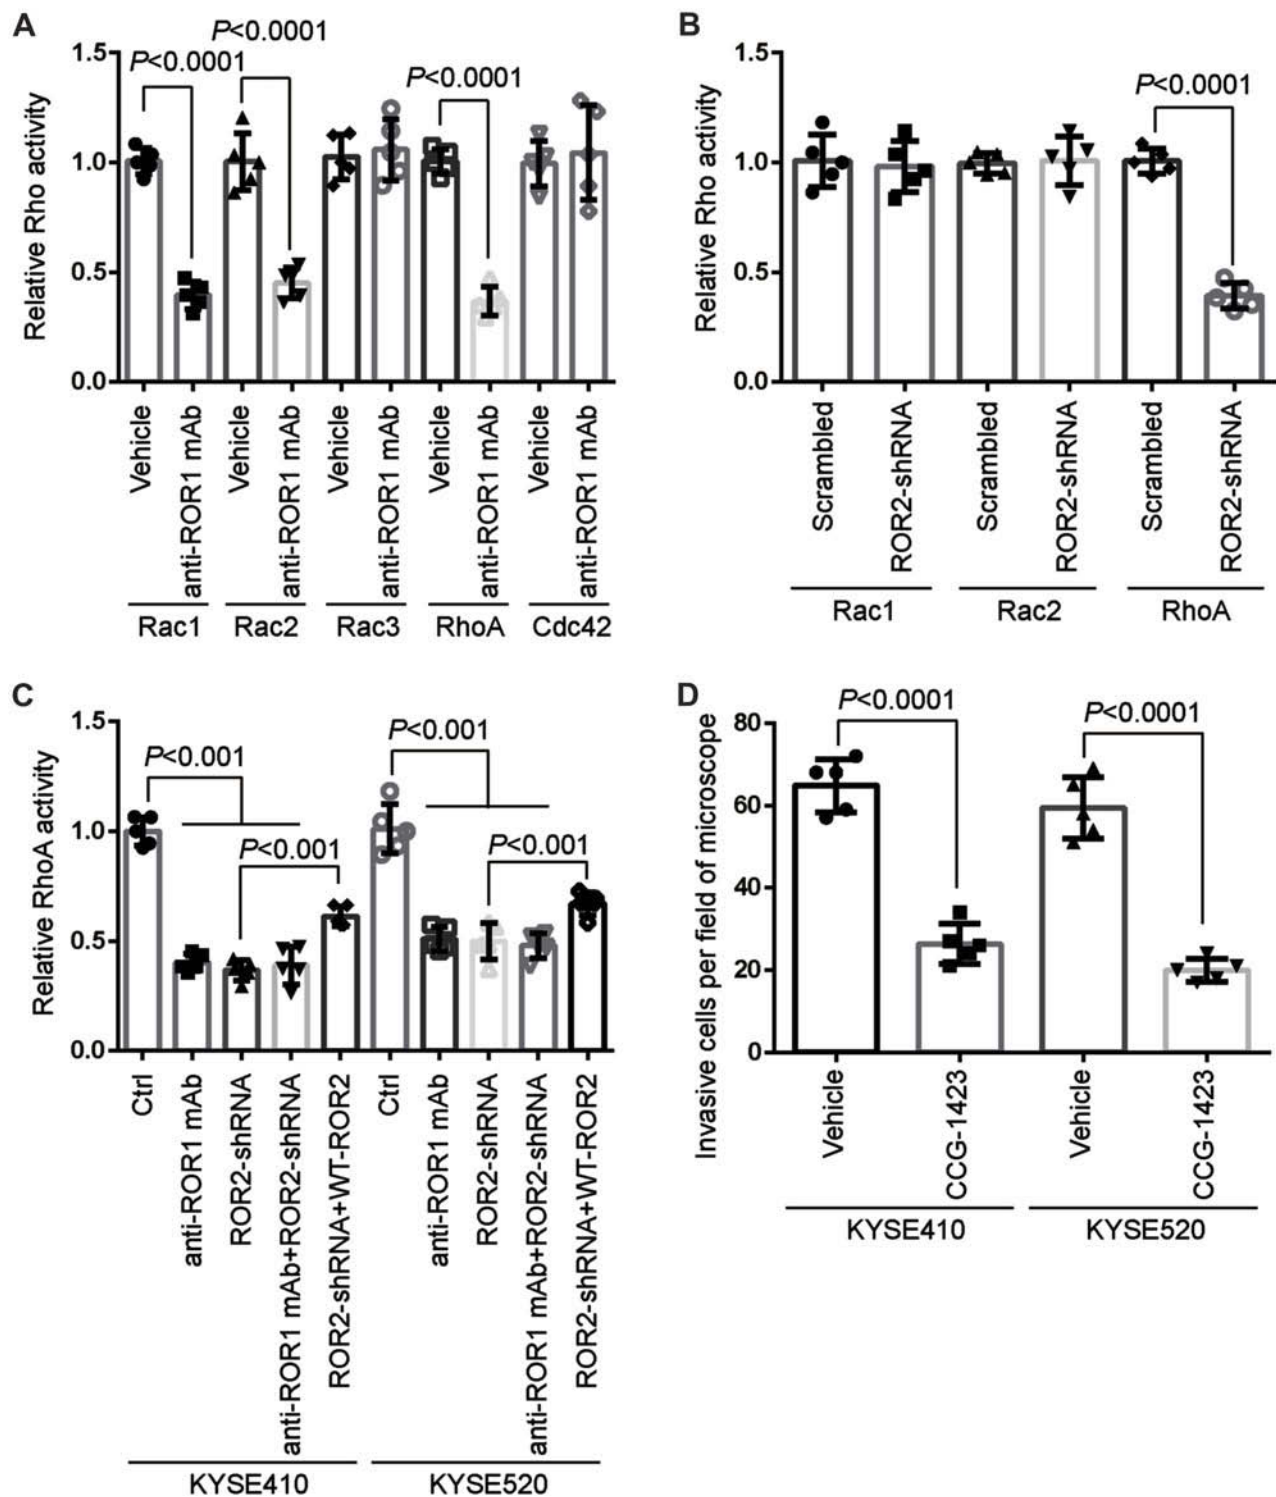 A
P<0.0001
P<0.0001
P<0.0001
Relative Rho activity
1.5
1.0
0.5
0.0
Vehicle
anti-ROR1 mAb
Vehicle
anti-ROR1 mAb
Vehicle
anti-ROR1 mAb
Vehicle
anti-ROR1 mAb
Vehicle
anti-ROR1 mAb
Rac1
Rac2
Rac3
RhoA
Cdc42
B
P<0.0001
Relative Rho activity
1.5
1.0
0.5
0.0
Scrambled
ROR2-shRNA
Scrambled
ROR2-shRNA
Scrambled
ROR2-shRNA
Rac1
Rac2
RhoA
C
P<0.001
P<0.001
P<0.001
P<0.001
Relative RhoA activity
1.5
1.0
0.5
0.0
Ctrl
anti-ROR1 mAb
ROR2-shRNA
anti-ROR1 mAb+ROR2-shRNA
ROR2-shRNA+WT-ROR2
Ctrl
anti-ROR1 mAb
ROR2-shRNA
anti-ROR1 mAb+ROR2-shRNA
ROR2-shRNA+WT-ROR2
KYSE410
KYSE520
D
P<0.0001
P<0.0001
Invasive cells per field of microscope
80
60
40
20
0
Vehicle
CCG-1423
Vehicle
CCG-1423
KYSE410
KYSE520